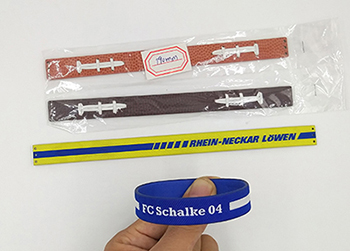 RHEIN-NECKAR LÖWEN
FC Schalke 04